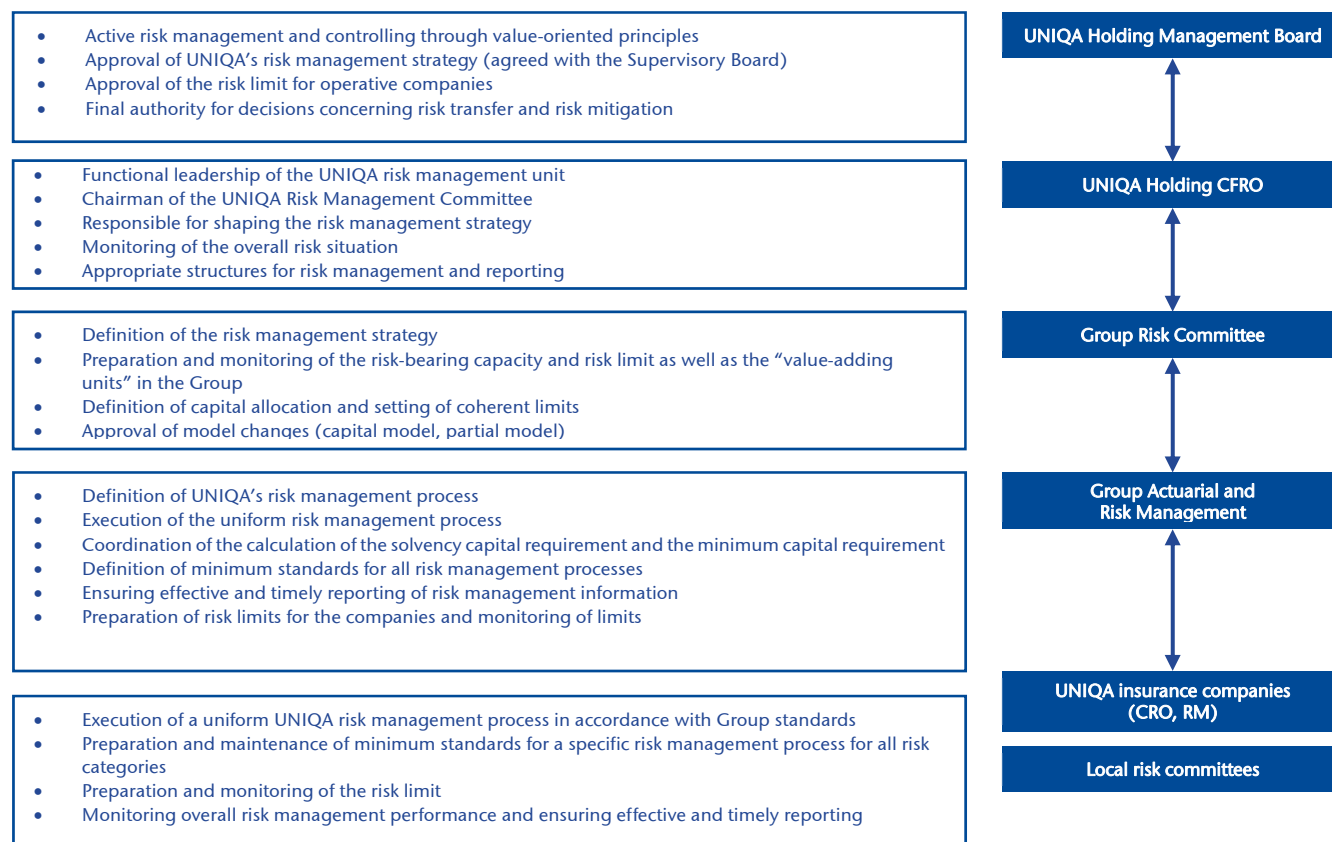 • Active risk management and controlling through value-oriented principles
• Approval of UNIQA's risk management strategy (agreed with the Supervisory Board)
• Approval of the risk limit for operative companies
• Final authority for decisions concerning risk transfer and risk mitigation
UNIQA Holding Management Board
• Functional leadership of the UNIQA risk management unit
• Chairman of the UNIQA Risk Management Committee
• Responsible for shaping the risk management strategy
• Monitoring of the overall risk situation
• Appropriate structures for risk management and reporting
UNIQA Holding CFRO
• Definition of the risk management strategy
• Preparation and monitoring of the risk-bearing capacity and risk limit as well as the “value-adding
units” in the Group
• Definition of capital allocation and setting of coherent limits
• Approval of model changes (capital model, partial model)
Group Risk Committee
• Definition of UNIQA's risk management process
• Execution of the uniform risk management process
• Coordination of the calculation of the solvency capital requirement and the minimum capital requirement
• Definition of minimum standards for all risk management processes
• Ensuring effective and timely reporting of risk management information
• Preparation of risk limits for the companies and monitoring of limits
Group Actuarial and
Risk Management
• Execution of a uniform UNIQA risk management process in accordance with Group standards
• Preparation and maintenance of minimum standards for a specific risk management process for all risk
categories
• Preparation and monitoring of the risk limit
• Monitoring overall risk management performance and ensuring effective and timely reporting
UNIQA insurance companies
(CRO, RM)
Local risk committees